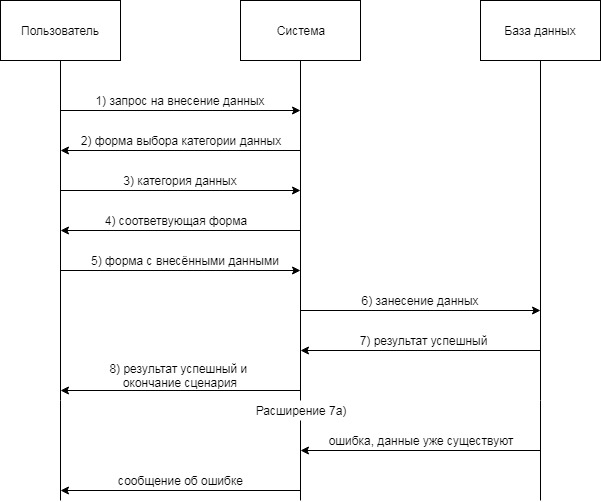 Пользователь
Система
База данных
1) запрос на внесение данных
2) форма выбора категории данных
3) категория данных
4) соответвующая форма
5) форма с внесёнными данными
6) занесение данных
7) результат успешный
8) результат успешный и
окончание сценария
Расширение 7а)
ошибка, данные уже существуют
сообщение об ошибке